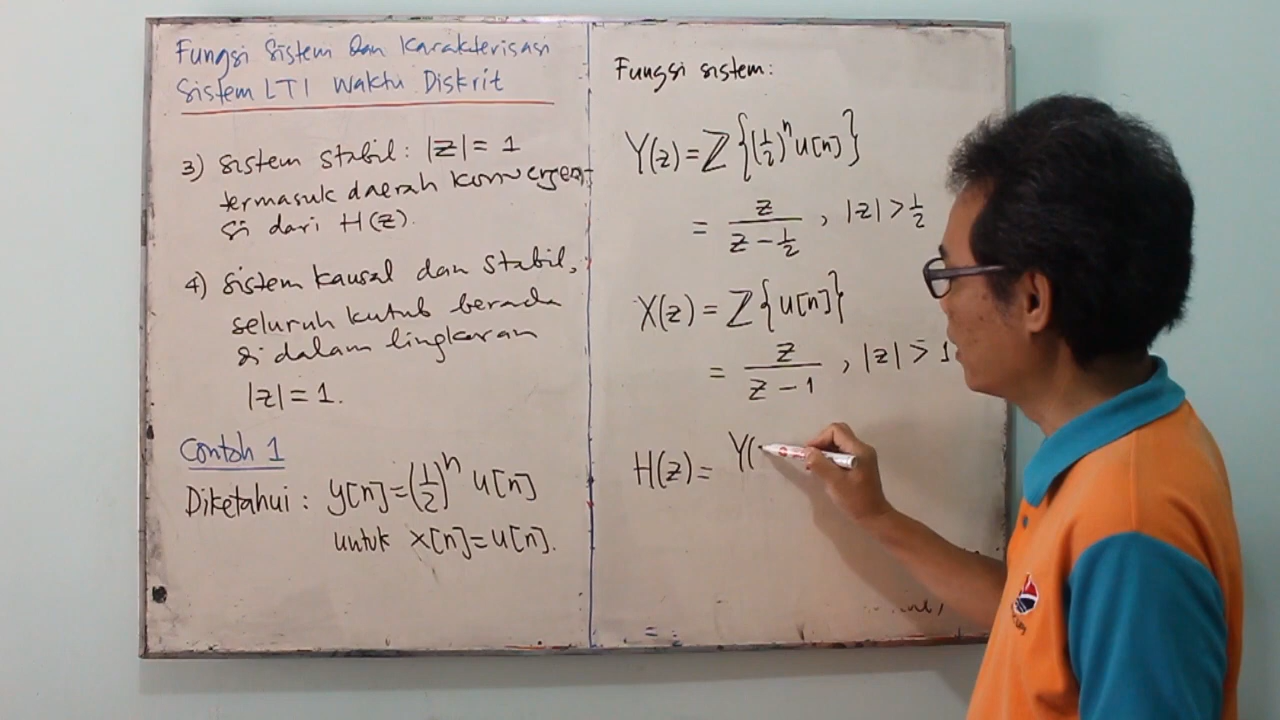 Fungsi Sistem Dan Karakterisasi
Sistem LTI Waktu Diskrit
3) Sistem stabil: |z| = 1
termasuk daerah konvergen-
si dari H(z).
4) Sistem kausal dan stabil,
seluruh kutub berada
di dalam lingkaran
|z| = 1.
Contoh 1
Diketahui: y[n] = (1/2)^n u[n]
untuk x[n] = u[n].
Fungsi sistem:
Y(z) = Z{(1/2)^n u[n]}
= z/(z - 1/2), |z| > 1/2
X(z) = Z{u[n]}
= z/(z - 1), |z| > 1
H(z) = Y(